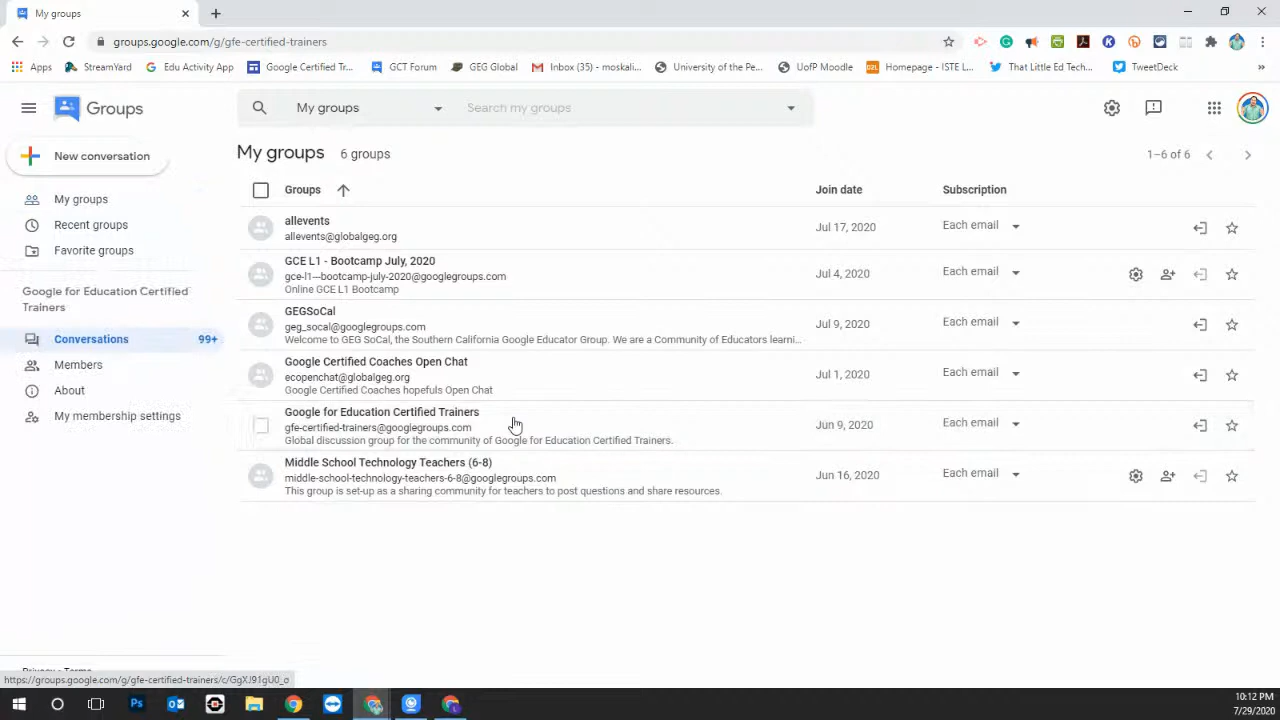 My groups
groups.google.com/g/gfe-certified-trainers
Apps StreamYard Edu Activity App Google Certified Tr... GCT Forum GEG Global Inbox (35) - moskali... University of the Pe... UofP Moodle Homepage - ISTE L... That Little Ed Tech... TweetDeck
Groups
My groups
Search my groups
New conversation
My groups
Recent groups
Favorite groups
Google for Education Certified
Trainers
Conversations 99+
Members
About
My membership settings
My groups 6 groups 1–6 of 6
Groups Join date Subscription
allevents
allevents@globalgeg.org
Jul 17, 2020 Each email
GCE L1 - Bootcamp July, 2020
gce-l1---bootcamp-july-2020@googlegroups.com
Online GCE L1 Bootcamp
Jul 4, 2020 Each email
GEGSoCal
geg_socal@googlegroups.com
Welcome to GEG SoCal, the Southern California Google Educator Group. We are a Community of Educators learni...
Jul 9, 2020 Each email
Google Certified Coaches Open Chat
ecopenchat@globalgeg.org
Google Certified Coaches hopefuls Open Chat
Jul 1, 2020 Each email
Google for Education Certified Trainers
gfe-certified-trainers@googlegroups.com
Global discussion group for the community of Google for Education Certified Trainers.
Jun 9, 2020 Each email
Middle School Technology Teachers (6-8)
middle-school-technology-teachers-6-8@googlegroups.com
This group is set-up as a sharing community for teachers to post questions and share resources.
Jun 16, 2020 Each email
Privacy - Terms
10:12 PM
7/29/2020